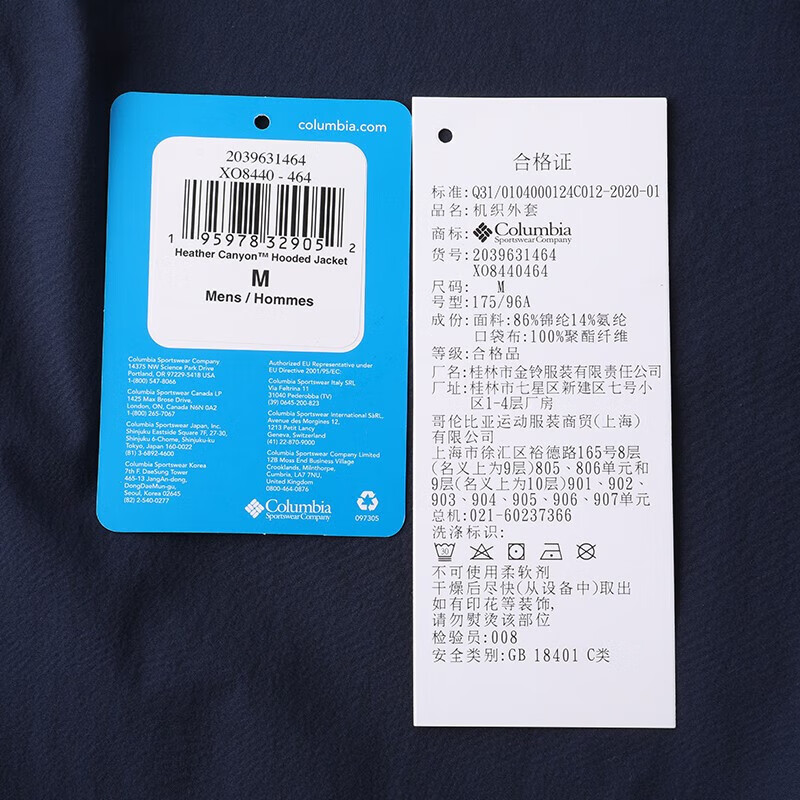 columbia.com
2039631464
XO8440 - 464
1 95978 32905 2
Heather Canyon™ Hooded Jacket
M
Mens / Hommes
Columbia Sportswear Company
14375 NW Science Park Drive
Portland, OR 97229-5418 USA
1-(800) 547-8066
Columbia Sportswear Canada LP
1425 Max Brose Drive,
London, ON, Canada N6N 0A2
1-(800) 265-7067
Columbia Sportswear Japan, Inc.
Shinjuku Eastside Square 7F, 27-30,
Shinjuku 6-Chome, Shinjuku-ku
Tokyo, Japan 160-0022
(81) 3-6892-4600
Columbia Sportswear Korea
7th F. DaeSung Tower
465-13 JangAn-dong,
DongDaeMun-gu,
Seoul, Korea 02645
(82) 2-540-0277
Authorized EU Representative under
EU Directive 2001/95/EC:
Columbia Sportswear Italy SRL
Via Feltrina 11
31040 Pederobba (TV)
(39) 0645-200-823
Columbia Sportswear International SàRL,
Avenue des Morgines 12,
1213 Petit Lancy
Geneva, Switzerland
(41) 22-870-9000
Columbia Sportswear Company Limited
12B Moss End Business Village
Crooklands, Milnthorpe,
Cumbria, LA7 7NU,
United Kingdom
0800-464-0876
Columbia
Sportswear Company
097305
合格证
标准:Q31/0104000124C012-2020-01
品名:机织外套
商标:Columbia
Sportswear Company
货号:2039631464
XO8440464
尺码: M
号型:175/96A
成份:面料:86%锦纶14%氨纶
口袋布:100%聚酯纤维
等级:合格品
厂名:桂林市金铃服装有限责任公司
厂址:桂林市七星区新建区七号小
区1-4层厂房
哥伦比亚运动服装商贸(上海)
有限公司
上海市徐汇区裕德路165号8层
(名义上为9层)805、806单元和
9层(名义上为10层)901、902、
903、904、905、906、907单元
总机:021-60237366
洗涤标识:
30
不可使用柔软剂
干燥后尽快(从设备中)取出
如有印花等装饰,
请勿熨烫该部位
检验员:008
安全类别:GB 18401 C类